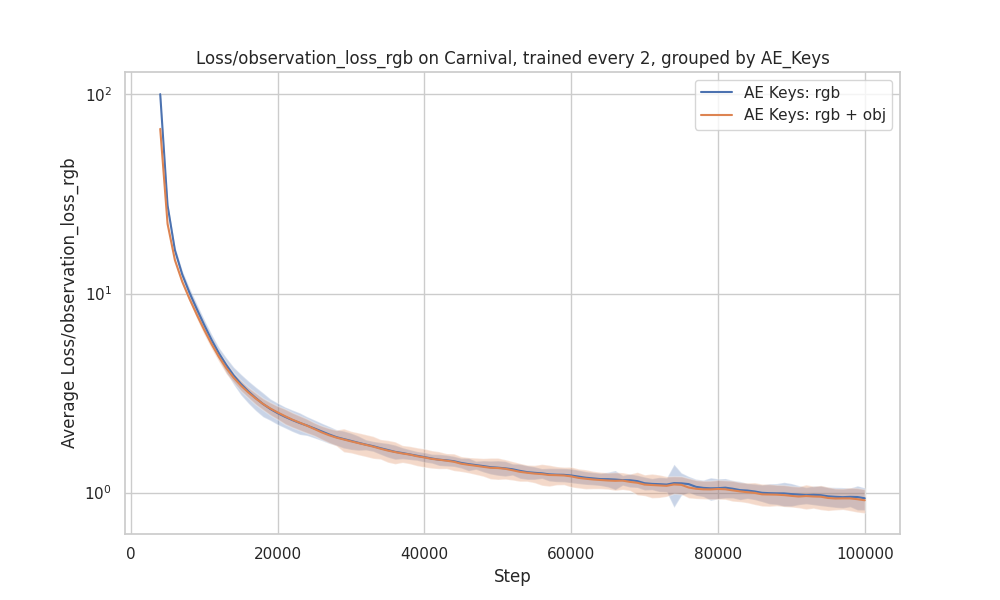 Loss/observation_loss_rgb on Carnival, trained every 2, grouped by AE_Keys
AE Keys: rgb
AE Keys: rgb + obj
Average Loss/observation_loss_rgb
10²
10¹
10⁰
0
20000
40000
60000
80000
100000
Step